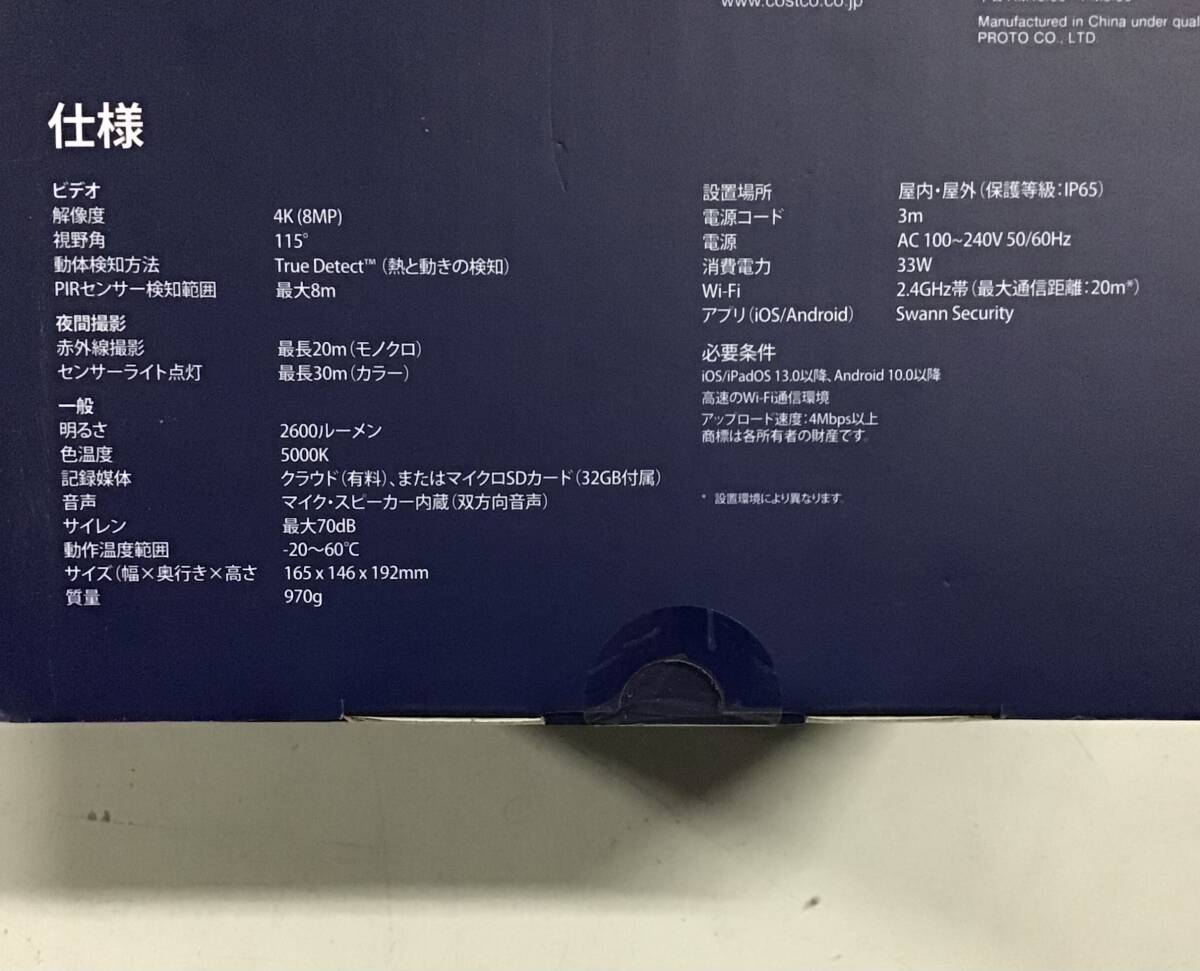 www.costco.co.jp
Manufactured in China under
PROTO CO., LTD.
仕様
ビデオ
解像度 4K (8MP)
視野角 115°
動体検知方法 True Detect™（熱と動きの検知）
PIRセンサー検知範囲 最大8m
夜間撮影
赤外線撮影 最長20m（モノクロ）
センサーライト点灯 最長30m（カラー）
一般
明るさ 2600ルーメン
色温度 5000K
記録媒体 クラウド（有料）、またはマイクロSDカード（32GB付属）
音声 マイク・スピーカー内蔵（双方向音声）
サイレン 最大70dB
動作温度範囲 -20〜60℃
サイズ（幅×奥行き×高さ 165 x 146 x 192mm
質量 970g
設置場所 屋内・屋外（保護等級：IP65）
電源コード 3m
電源 AC 100~240V 50/60Hz
消費電力 33W
Wi-Fi 2.4GHz帯（最大通信距離：20m*）
アプリ（iOS/Android） Swann Security
必要条件
iOS/iPadOS 13.0以降、Android 10.0以降
高速のWi-Fi通信環境
アップロード速度：4Mbps以上
商標は各所有者の財産です。
* 設置環境により異なります。